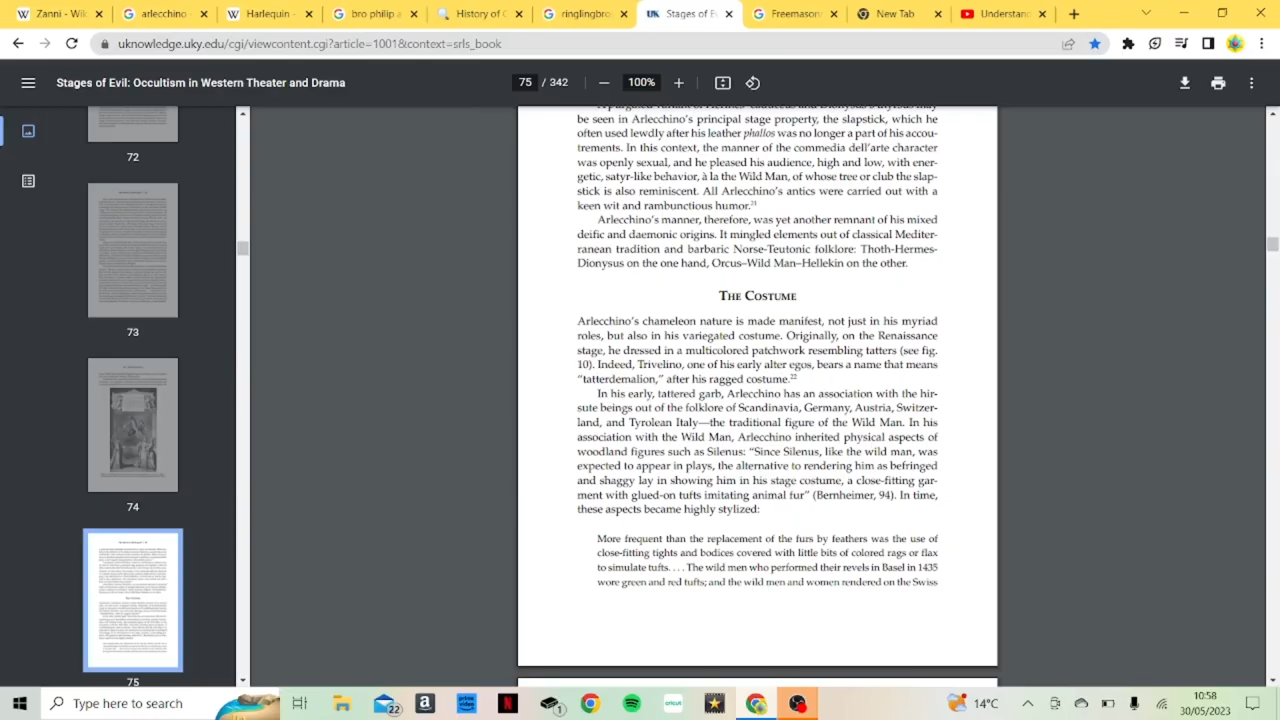 Zanni - Wik
arlecchino
Harlequin -
bro philip a
History of C
ringlingbro
Stages of Ev
Freemason
New Tab
Understanc
uknowledge.uky.edu/cgi/viewcontent.cgi?article=1001&context=srls_book
Stages of Evil: Occultism in Western Theater and Drama
75 / 342
100%
72
73
74
75
A purgated variant of Hermes' caduceus and Dionysus's thyrsus may
be seen in Arlecchino's principal stage property, the slapstick, which he
often used lewdly after his leather phallos was no longer a part of his accou-
trements. In this context, the manner of the commedia dell'arte character
was openly sexual, and he pleased his audience, high and low, with ener-
getic, satyr-like behavior, à la the Wild Man, of whose tree or club the slap-
stick is also reminiscent. All Arlecchino's antics were carried out with a
keen wit and rambunctious humor.21
Arlecchino's manner, therefore, was yet another remnant of his mixed
deific and daemonic origins. It mingled elements out of classical Mediter-
ranean tradition and barbaric Norse-Teutonic folklore: Thoth-Hermes-
Dionysus on the one hand, Orcus–Wild Man–Hellekin on the other.
THE COSTUME
Arlecchino's chameleon nature is made manifest, not just in his myriad
roles, but also in his variegated costume. Originally, on the Renaissance
stage, he dressed in a multicolored patchwork resembling tatters (see fig.
10). Indeed, Trivelino, one of his early alter egos, bears a name that means
"tatterdemalion," after his ragged costume.22
In his early, tattered garb, Arlecchino has an association with the hir-
sute beings out of the folklore of Scandinavia, Germany, Austria, Switzer-
land, and Tyrolean Italy—the traditional figure of the Wild Man. In his
association with the Wild Man, Arlecchino inherited physical aspects of
woodland figures such as Silenus: "Since Silenus, like the wild man, was
expected to appear in plays, the alternative to rendering him as befringed
and shaggy lay in showing him in his stage costume, a close-fitting gar-
ment with glued-on tufts imitating animal fur" (Bernheimer, 94). In time,
these aspects became highly stylized:
More frequent than the replacement of the furs by feathers was the use of
close-fitting tights and bodices covered with little bits of colored rags or flax
to simulate tufts. . . . The wild men who performed their revels in Basel in 1435
wore green and red tufts; and the wild men and women rendered on the Swiss
Type here to search
22
prime video
1
cricut
14°C
10:58
30/05/2023